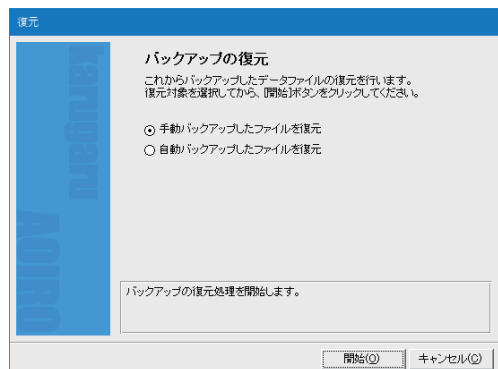 復元
バックアップの復元
これからバックアップしたデータファイルの復元を行います。
復元対象を選択してから、[開始]ボタンをクリックしてください。
手動バックアップしたファイルを復元
自動バックアップしたファイルを復元
kantugaru
AOIRO
バックアップの復元処理を開始します。
開始(O)
キャンセル(C)